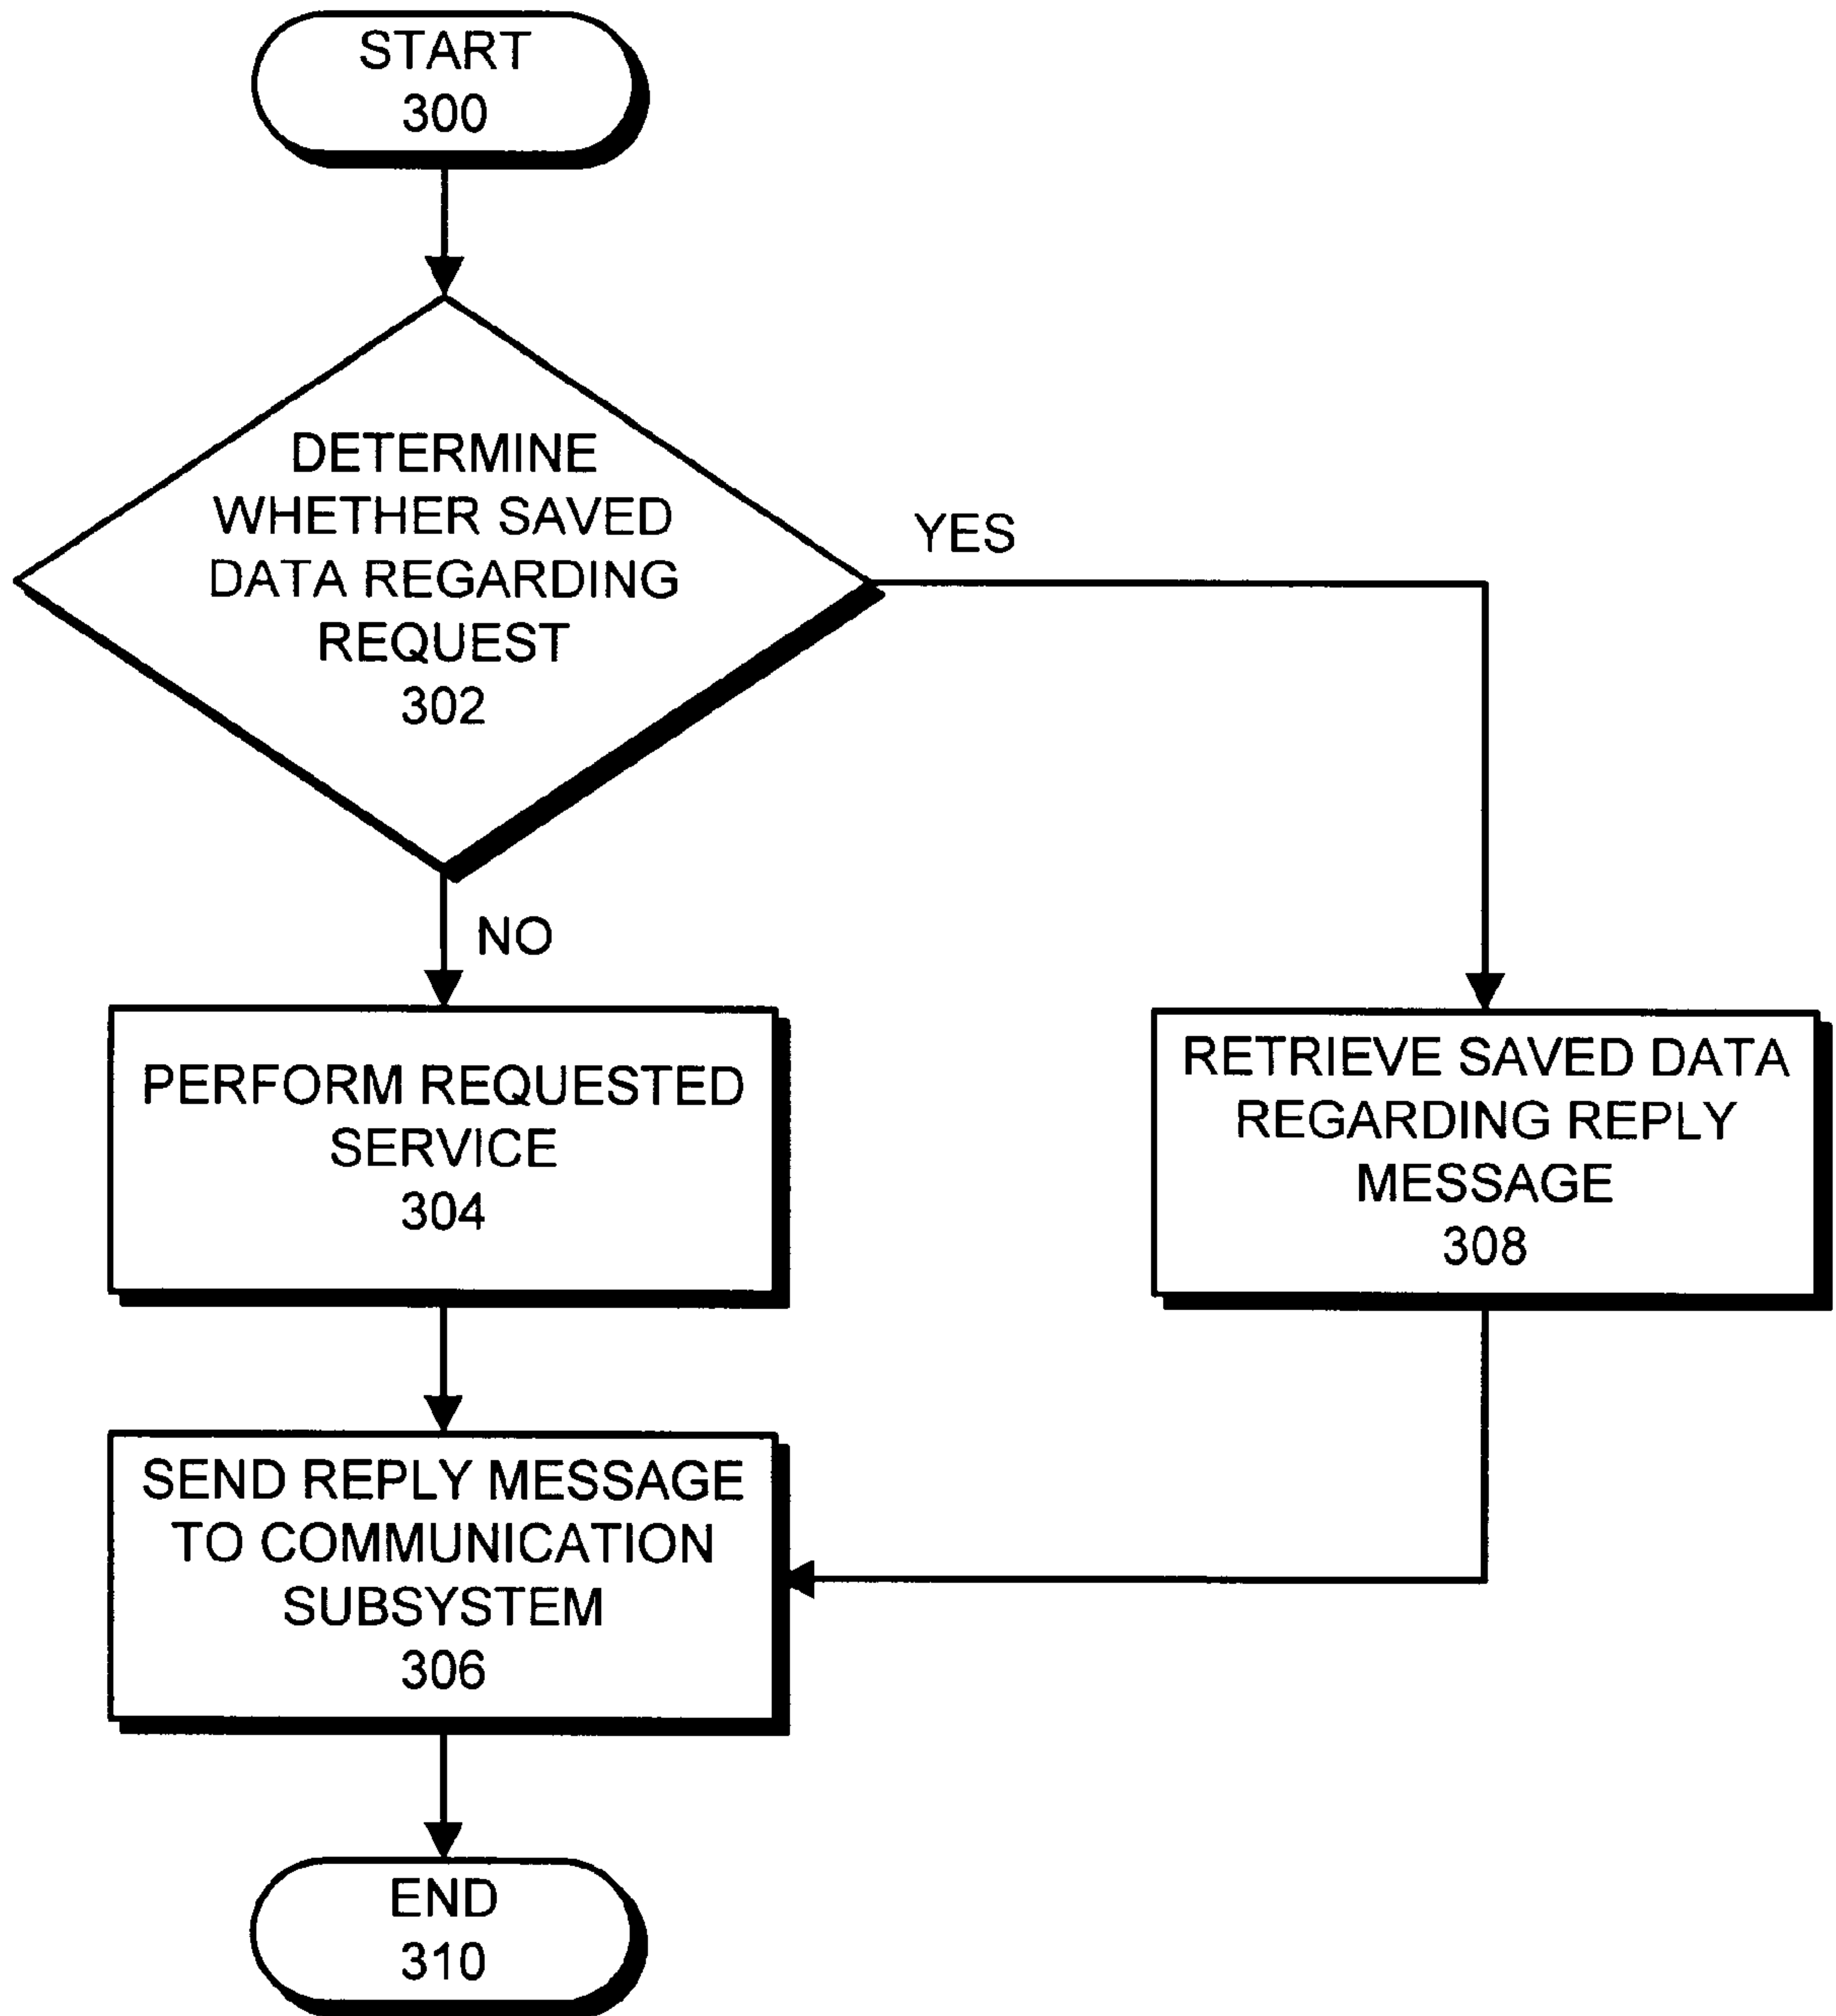 START
300
DETERMINE
WHETHER SAVED
DATA REGARDING
REQUEST
302
YES
NO
PERFORM REQUESTED
SERVICE
304
RETRIEVE SAVED DATA
REGARDING REPLY
MESSAGE
308
SEND REPLY MESSAGE
TO COMMUNICATION
SUBSYSTEM
306
END
310